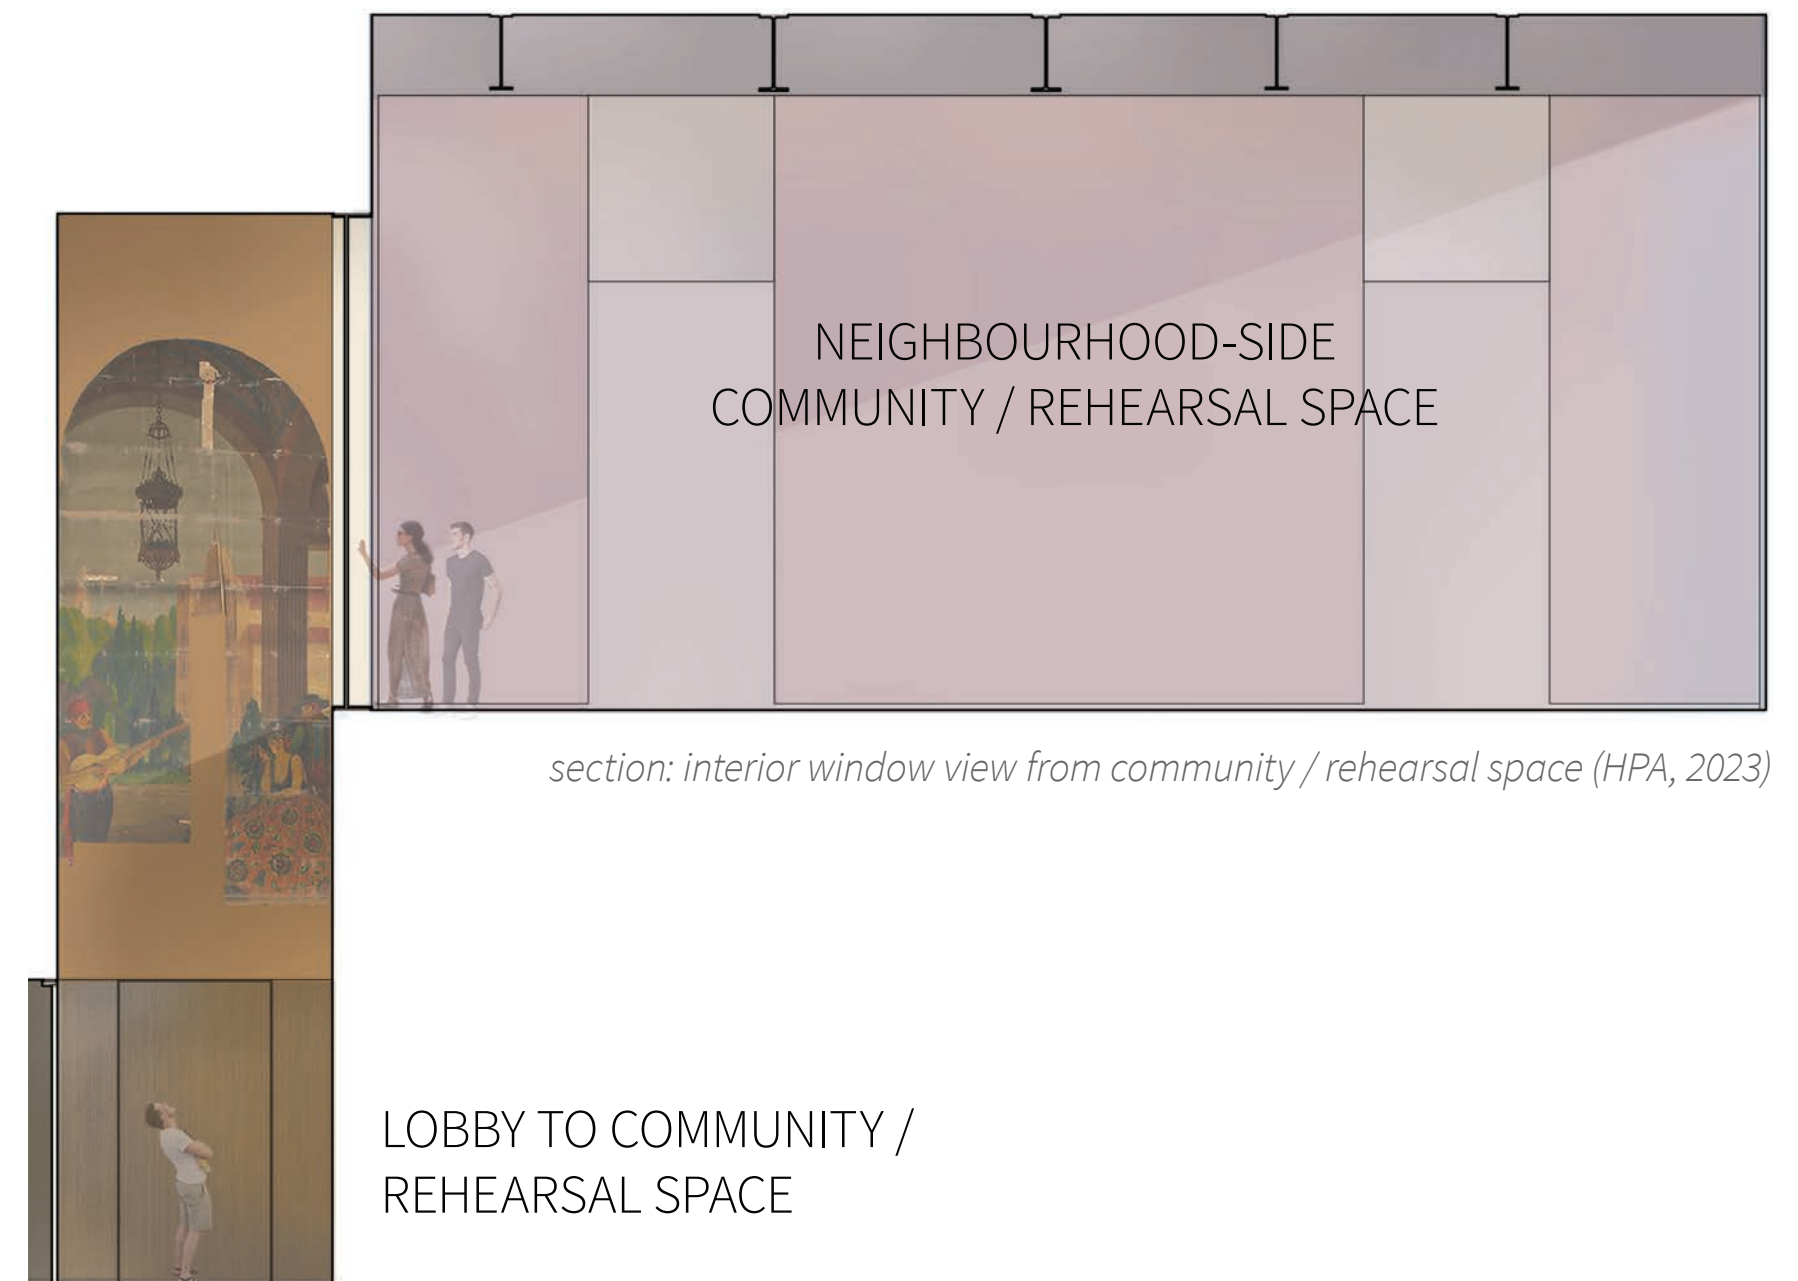 NEIGHBOURHOOD-SIDE
COMMUNITY / REHEARSAL SPACE
section: interior window view from community / rehearsal space (HPA, 2023)
LOBBY TO COMMUNITY /
REHEARSAL SPACE